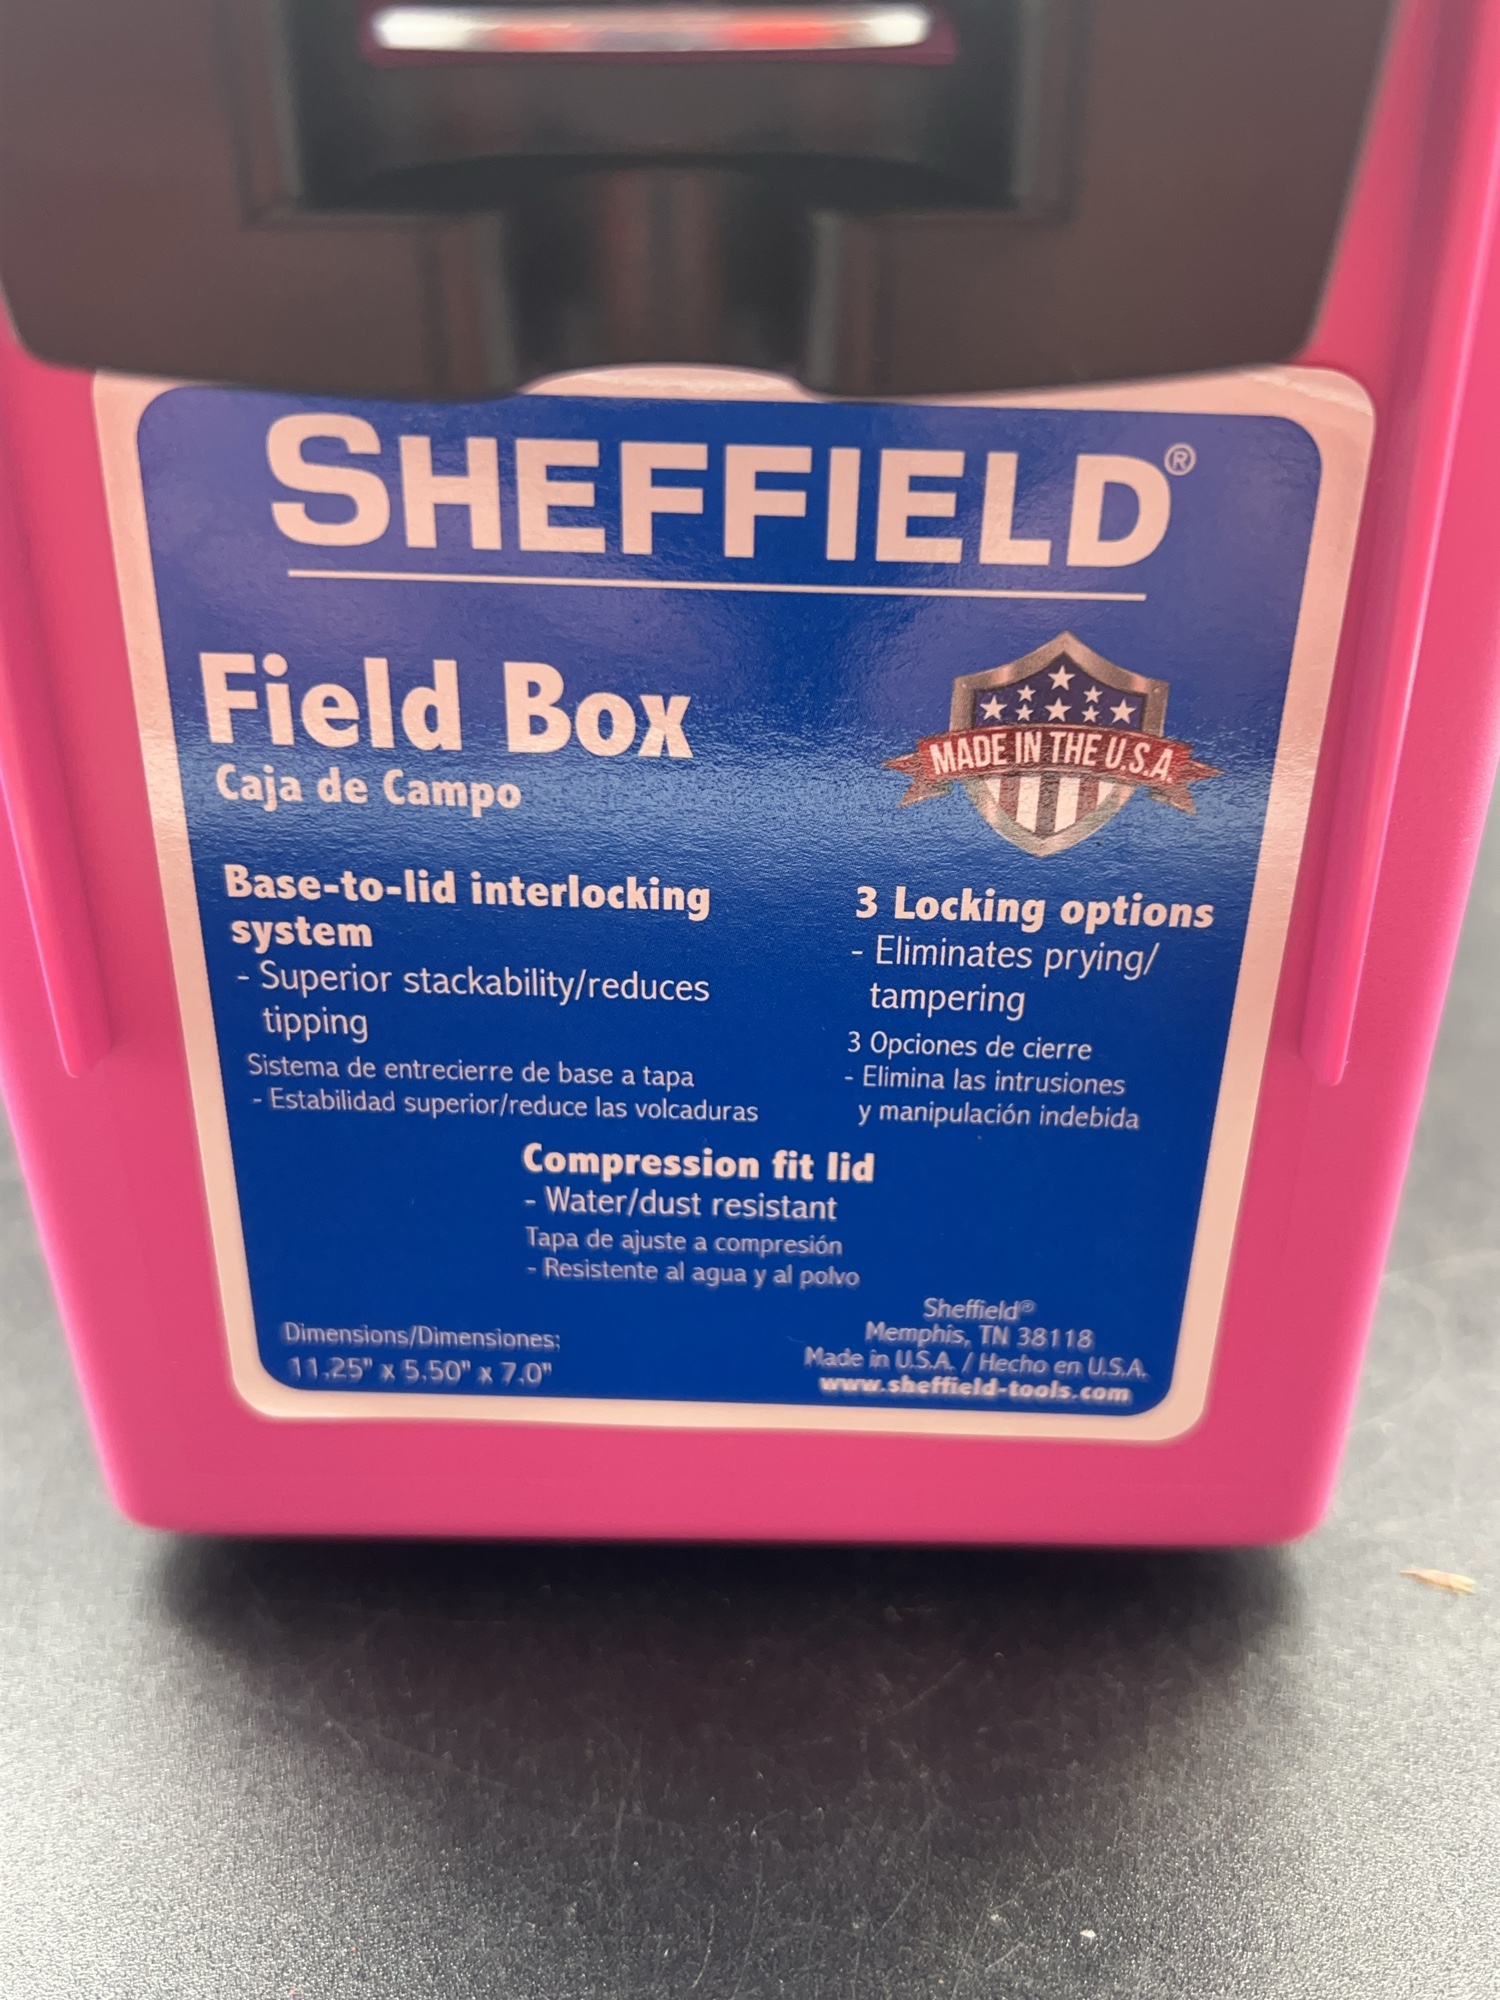 SHEFFIELD®
Field Box
Caja de Campo
MADE IN THE U.S.A.
Base-to-lid interlocking
system
- Superior stackability/reduces
tipping
Sistema de entrecierre de base a tapa
- Estabilidad superior/reduce las volcaduras
3 Locking options
- Eliminates prying/
tampering
3 Opciones de cierre
- Elimina las intrusiones
y manipulación indebida
Compression fit lid
- Water/dust resistant
Tapa de ajuste a compresión
- Resistente al agua y al polvo
Dimensions/Dimensiones:
11.25" x 5.50" x 7.0"
Sheffield®
Memphis, TN 38118
Made in U.S.A. / Hecho en U.S.A.
www.sheffield-tools.com